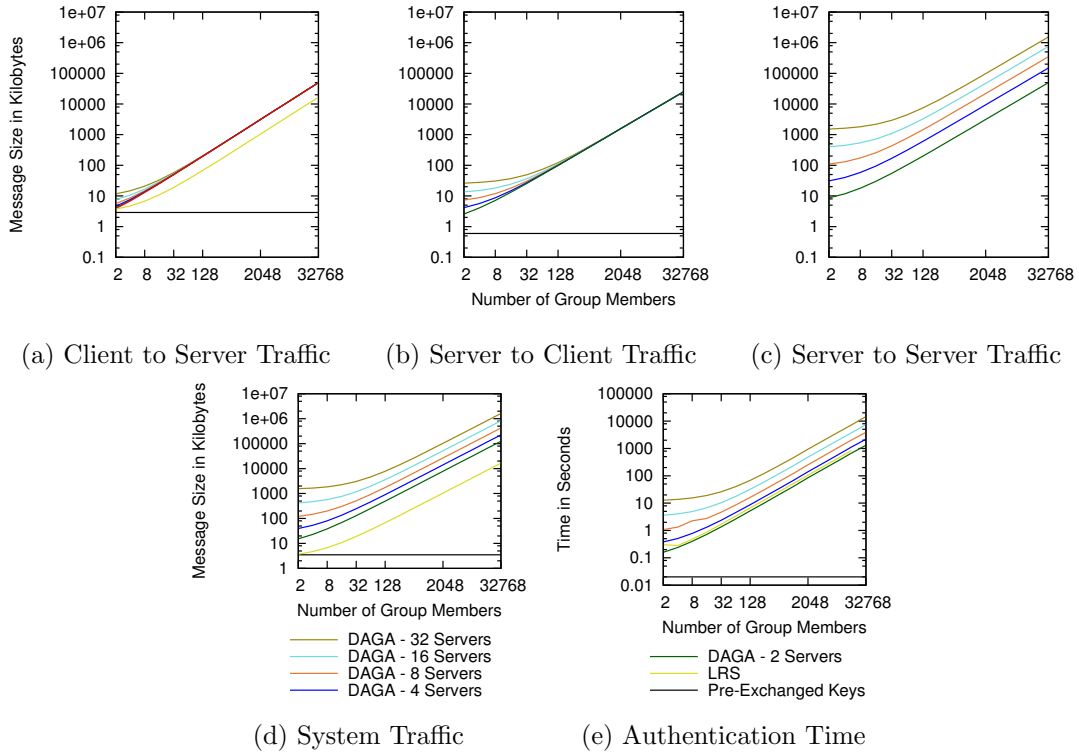 Message Size in Kilobytes
1e+07
1e+06
100000
10000
1000
100
10
1
0.1
2 8 32 128 2048 32768
1e+07
1e+06
100000
10000
1000
100
10
1
0.1
2 8 32 128 2048 32768
Number of Group Members
1e+07
1e+06
100000
10000
1000
100
10
1
0.1
2 8 32 128 2048 32768
(a) Client to Server Traffic
(b) Server to Client Traffic
(c) Server to Server Traffic
Message Size in Kilobytes
1e+07
1e+06
100000
10000
1000
100
10
1
2 8 32 128 2048 32768
Number of Group Members
DAGA - 32 Servers
DAGA - 16 Servers
DAGA - 8 Servers
DAGA - 4 Servers
(d) System Traffic
Time in Seconds
100000
10000
1000
100
10
1
0.1
0.01
2 8 32 128 2048 32768
Number of Group Members
DAGA - 2 Servers
LRS
Pre-Exchanged Keys
(e) Authentication Time